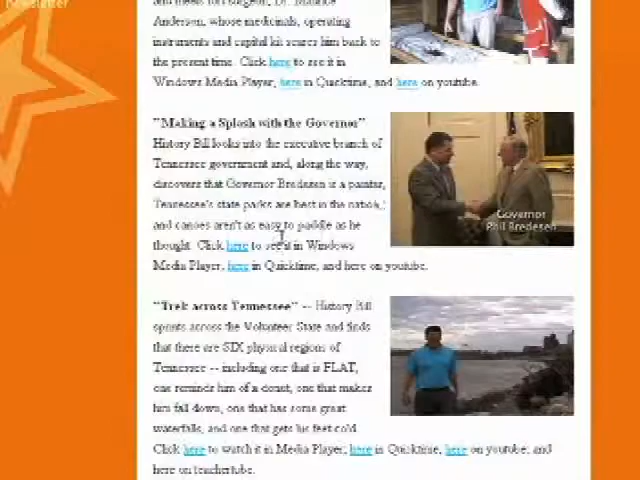 Newsletter
and meets fort surgeon, Dr. Maurice
Anderson, whose medicinals, operating
instruments and capital kit scares him back to
the present time. Click here to see it in
Windows Media Player, here in Quicktime, and here on youtube.
"Making a Splash with the Governor"
History Bill looks into the executive branch of
Tennessee government and, along the way,
discovers that Governor Bredesen is a painter,
Tennessee's state parks are best in the nation,
and canoes aren't as easy to paddle as he
thought. Click here to see it in Windows
Media Player, here in Quicktime, and here on youtube.
Governor
Phil Bredesen
"Trek across Tennessee" -- History Bill
spouts across the Volunteer State and finds
that there are SIX physical regions of
Tennessee -- including one that is FLAT,
one reminds him of a donut, one that makes
him fall down, one that has some great
waterfalls, and one that gets his feet cold.
Click here to watch it in Media Player, here in Quicktime, here on youtube, and
here on teachertube.